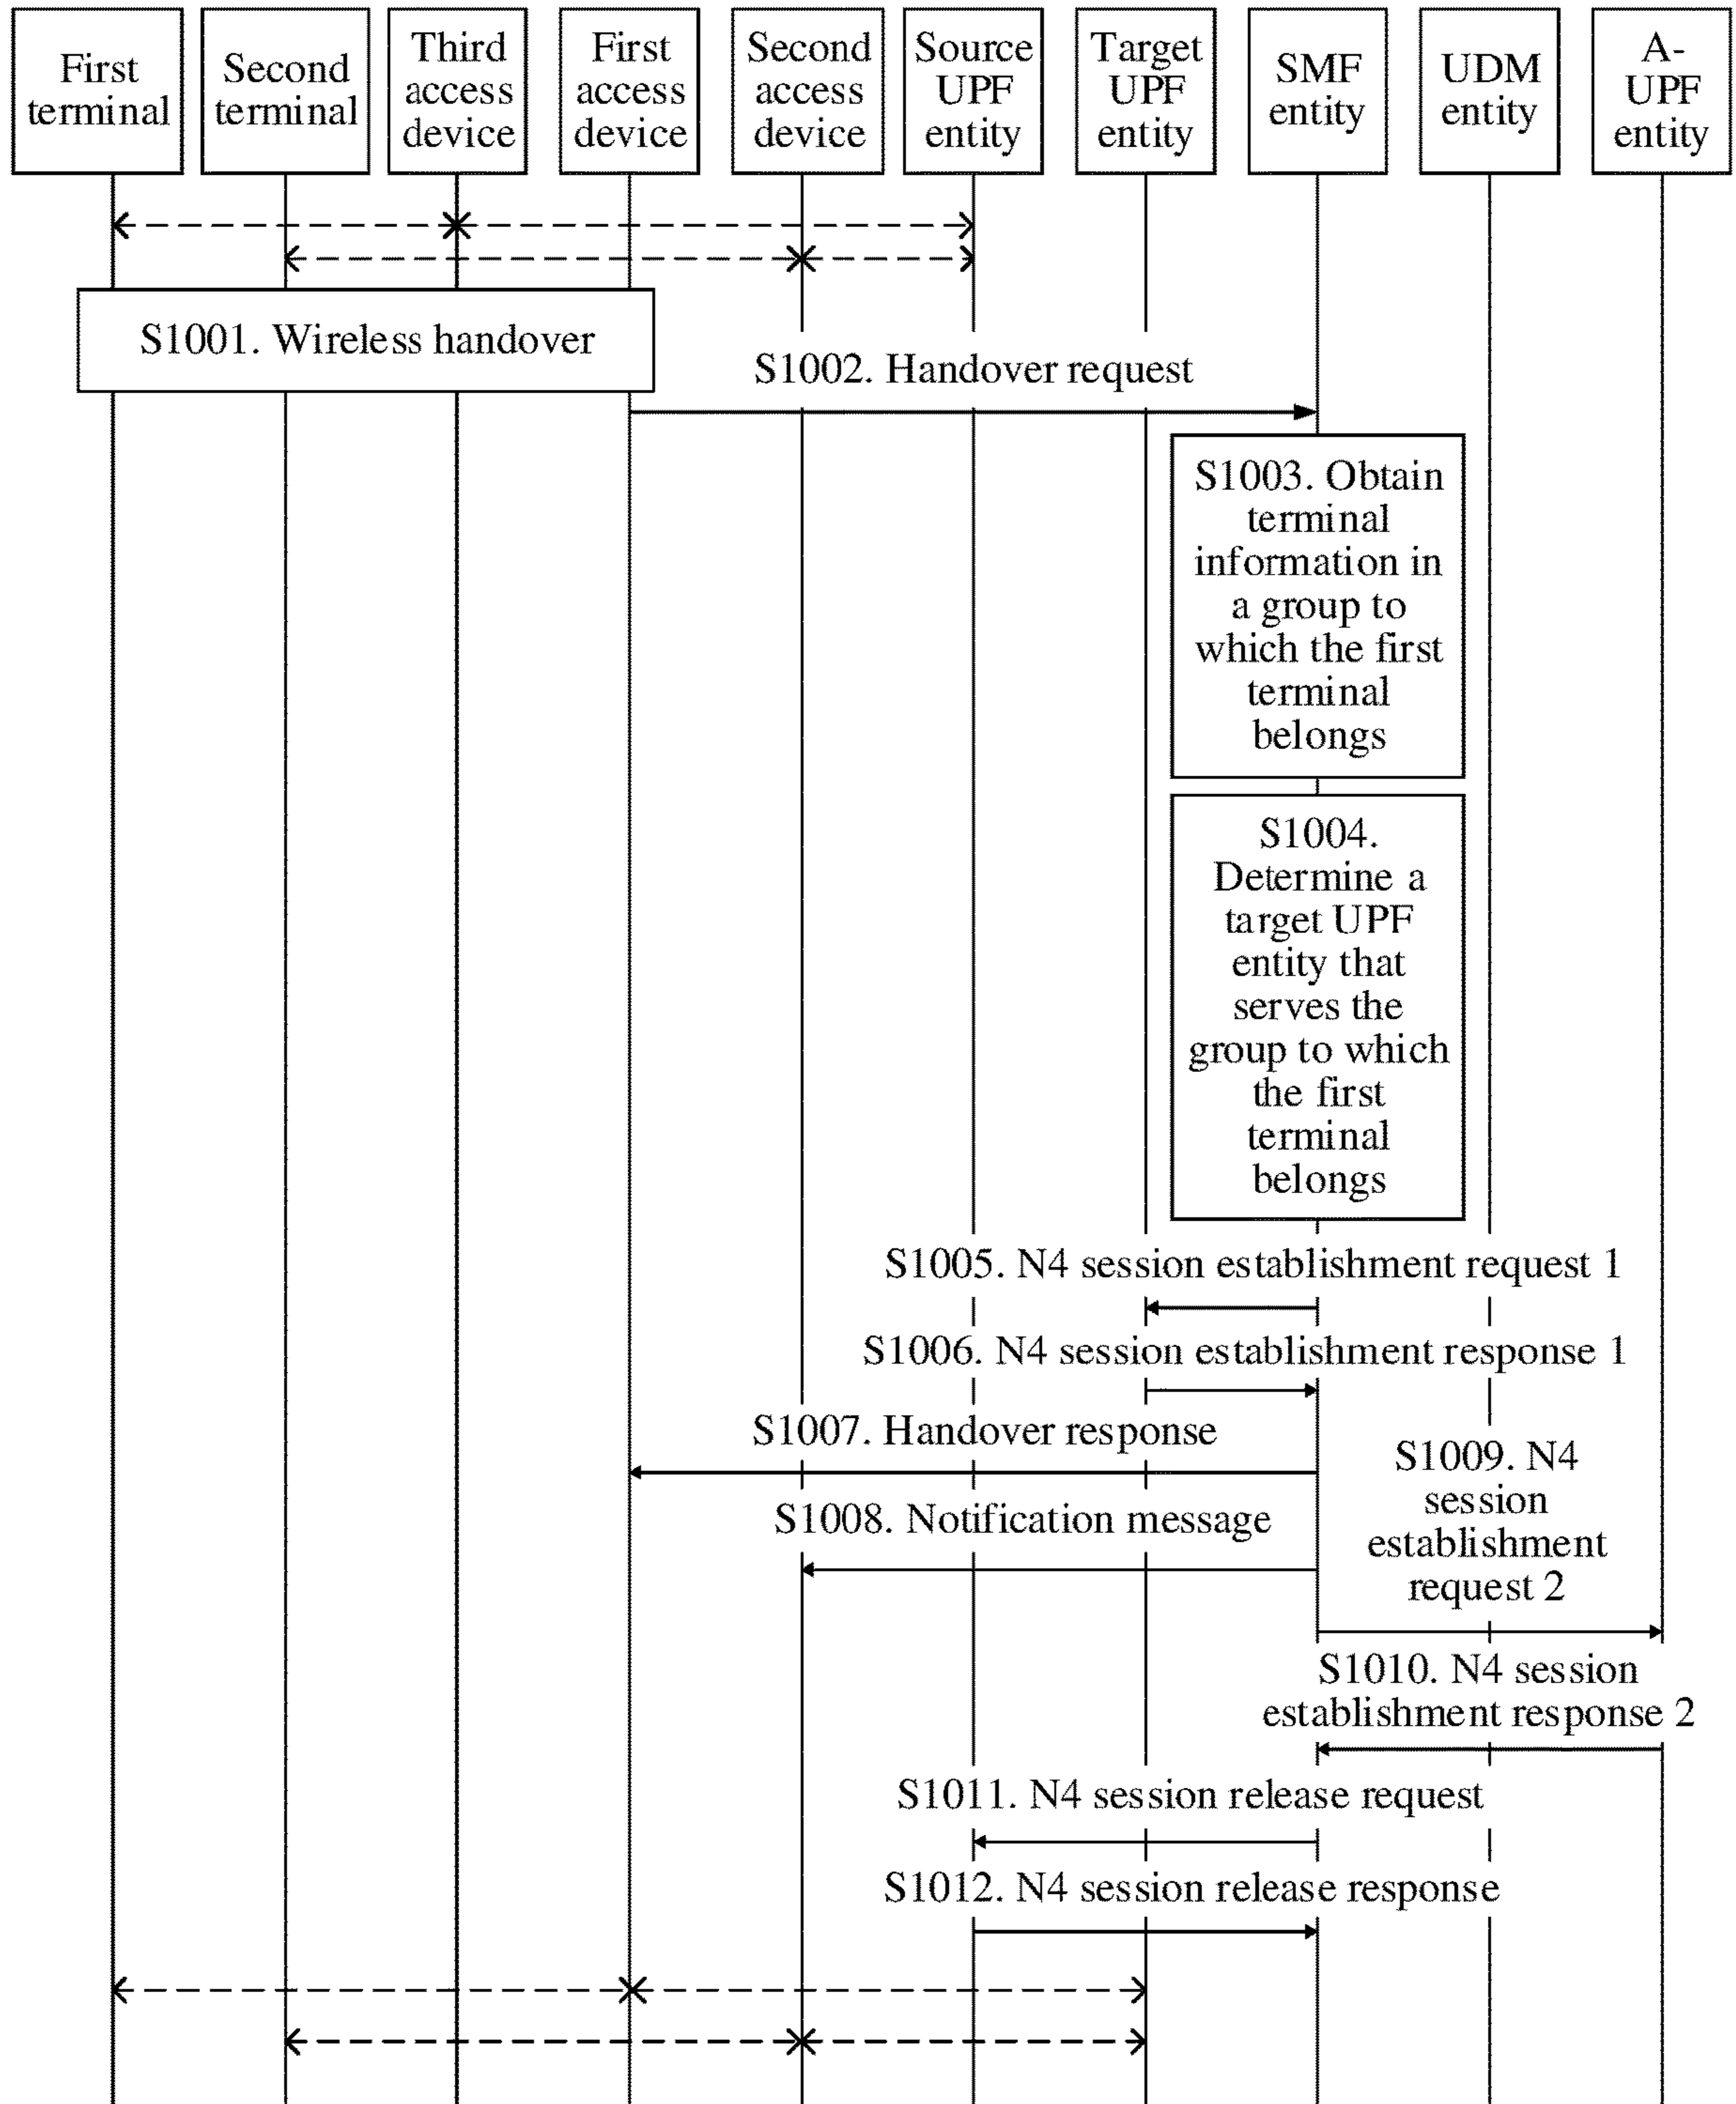 First
terminal
Second
terminal
Third
access
device
First
access
device
Second
access
device
Source
UPF
entity
Target
UPF
entity
SMF
entity
UDM
entity
A-
UPF
entity
S1001. Wireless handover
S1002. Handover request
S1003. Obtain
terminal
information in
a group to
which the first
terminal
belongs
S1004.
Determine a
target UPF
entity that
serves the
group to which
the first
terminal
belongs
S1005. N4 session establishment request 1
S1006. N4 session establishment response 1
S1007. Handover response
S1008. Notification message
S1009. N4
session
establishment
request 2
S1010. N4 session
establishment response 2
S1011. N4 session release request
S1012. N4 session release response